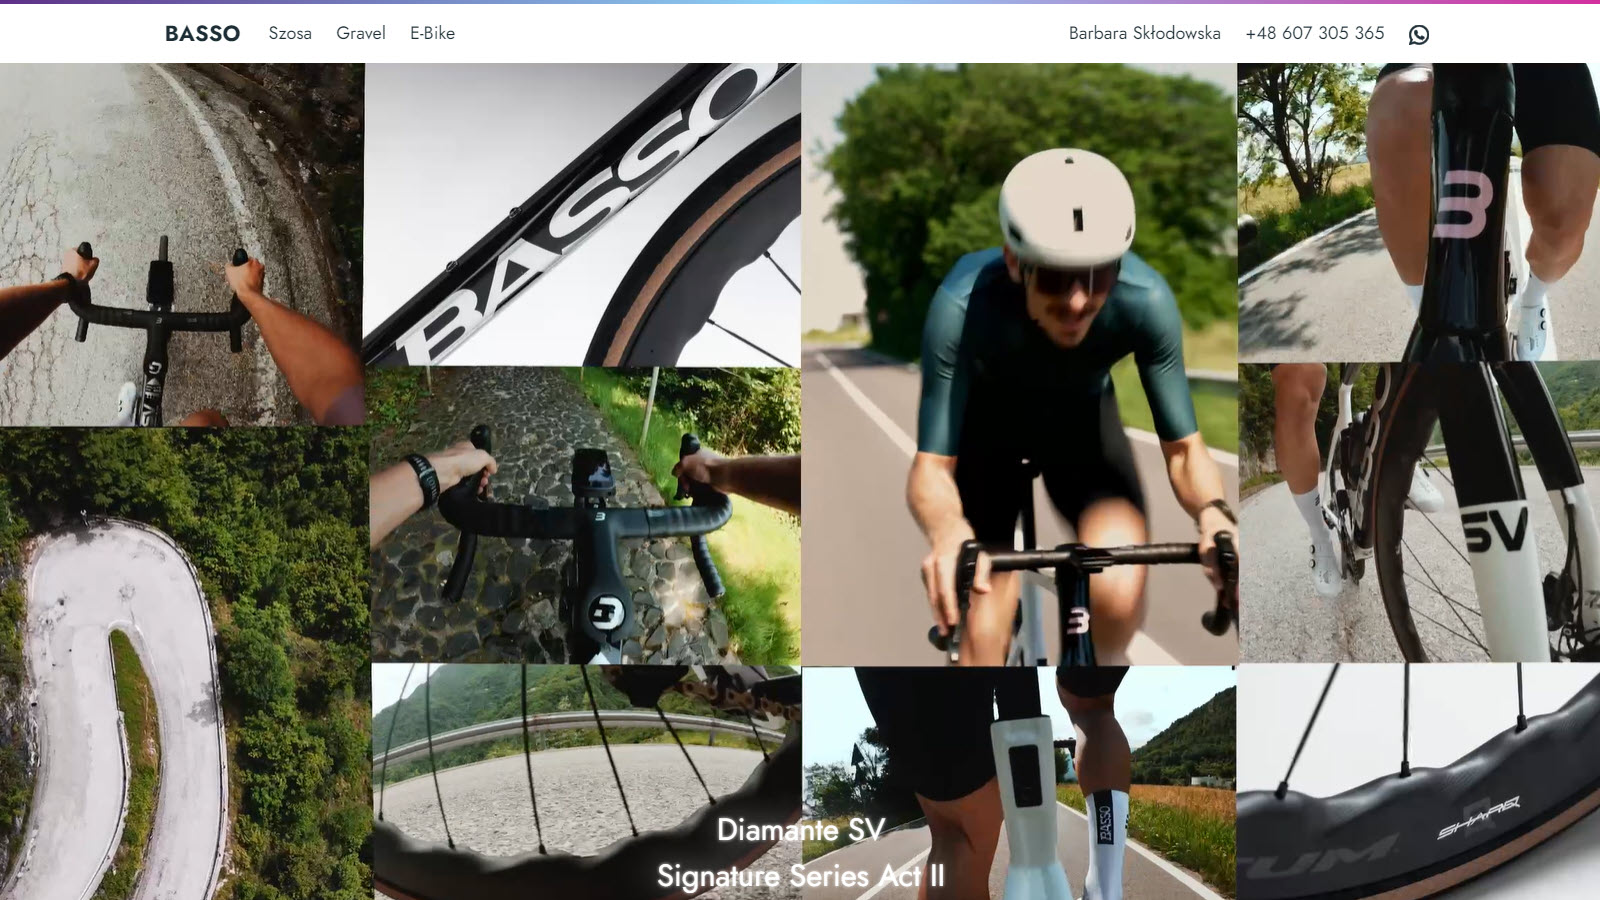 BASSO Szosa Gravel E-Bike Barbara Skłodowska +48 607 305 365
BASSO
SV
BASSO
SHARQ
Diamante SV
Signature Series Act II